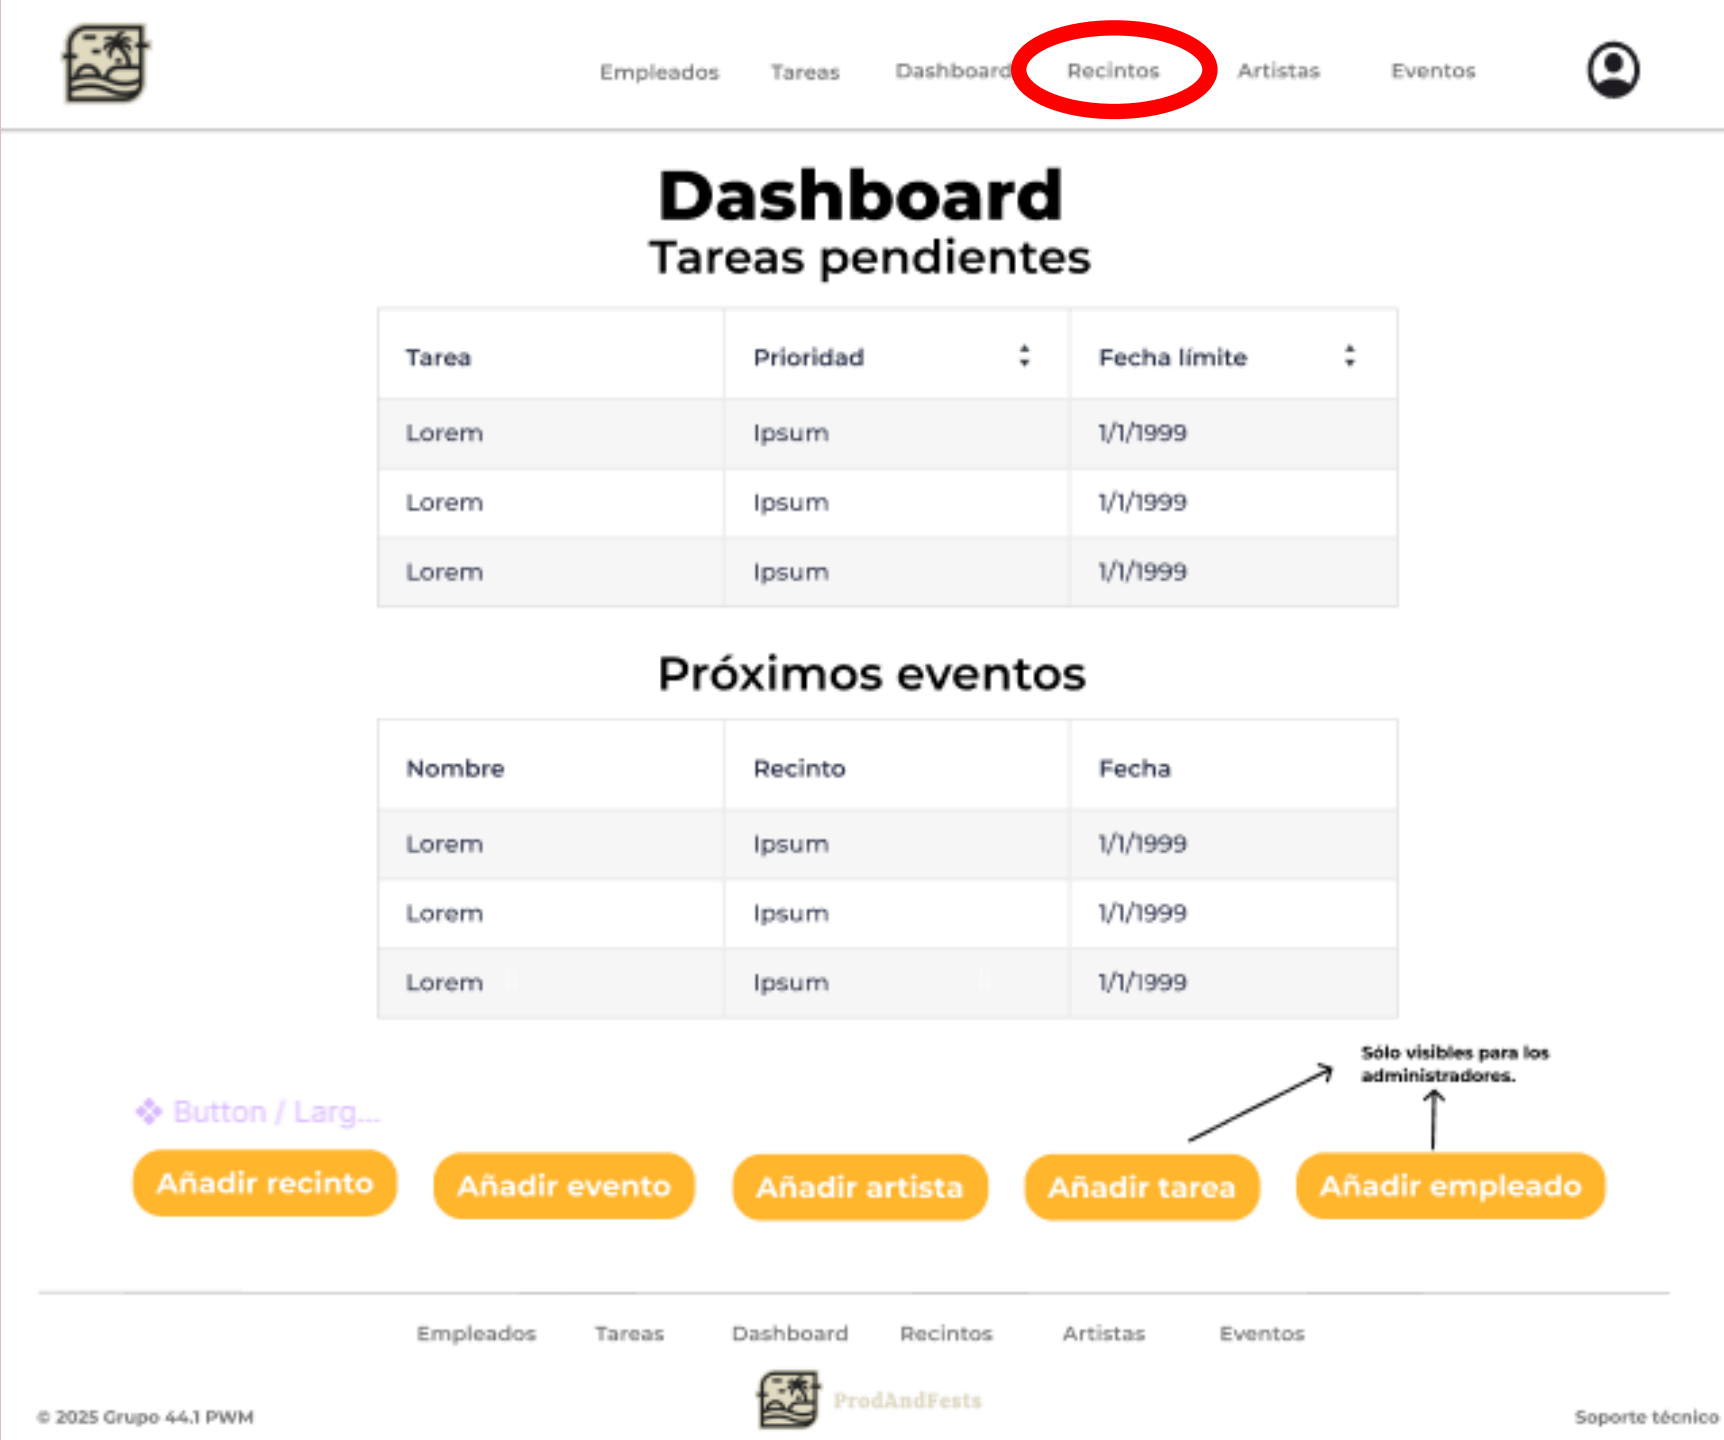 Empleados Tareas Dashboard Recintos Artistas Eventos
Dashboard
Tareas pendientes
Tarea Prioridad Fecha límite
Lorem Ipsum 1/1/1999
Lorem Ipsum 1/1/1999
Lorem Ipsum 1/1/1999
Próximos eventos
Nombre Recinto Fecha
Lorem Ipsum 1/1/1999
Lorem Ipsum 1/1/1999
Lorem Ipsum 1/1/1999
Sólo visibles para los
administradores.
Button / Larg...
Añadir recinto Añadir evento Añadir artista Añadir tarea Añadir empleado
Empleados Tareas Dashboard Recintos Artistas Eventos
ProdAndFests
© 2025 Grupo 44.1 PWM Soporte técnico